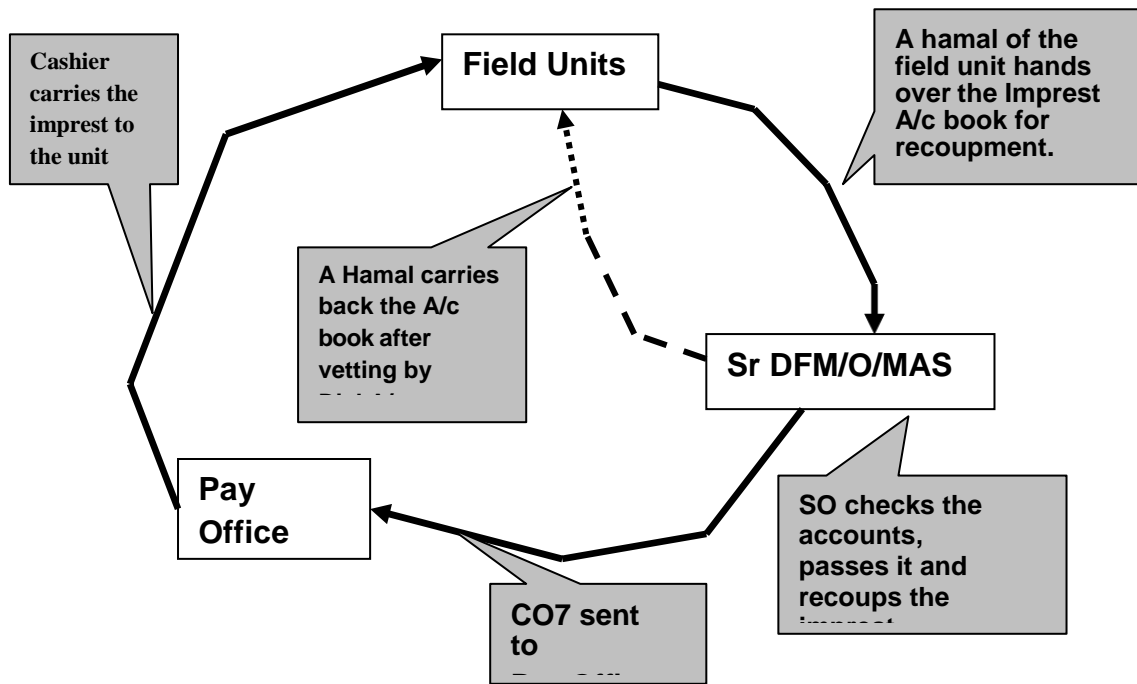 Cashier
carries the
imprest to
the unit
Field Units
A hamal of the
field unit hands
over the Imprest
A/c book for
recoupment.
A Hamal carries
back the A/c
book after
vetting by
Sr DFM/O/MAS
Pay
Office
SO checks the
accounts,
passes it and
recoups the
imprest
CO7 sent
to